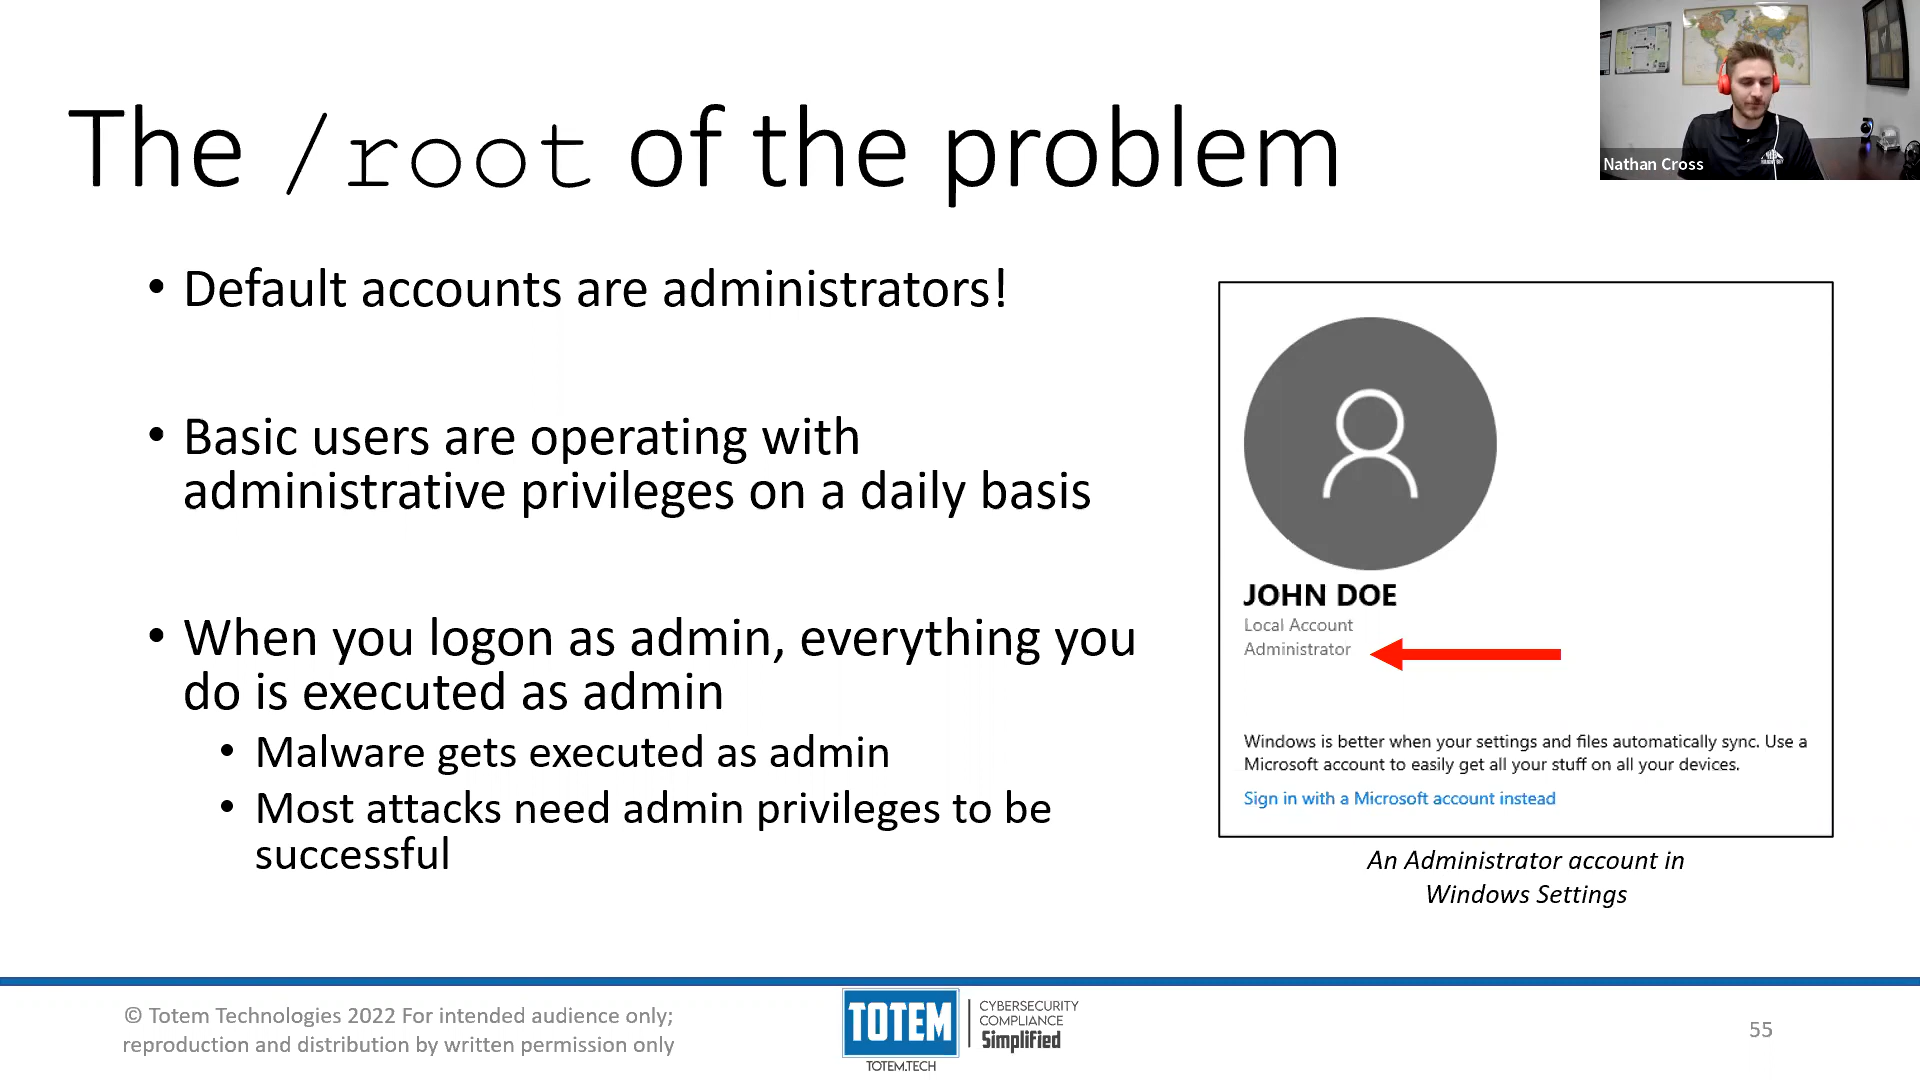 The /root of the problem
Nathan Cross
• Default accounts are administrators!
• Basic users are operating with
administrative privileges on a daily basis
• When you logon as admin, everything you
do is executed as admin
• Malware gets executed as admin
• Most attacks need admin privileges to be
successful
JOHN DOE
Local Account
Administrator
Windows is better when your settings and files automatically sync. Use a
Microsoft account to easily get all your stuff on all your devices.
Sign in with a Microsoft account instead
An Administrator account in
Windows Settings
© Totem Technologies 2022 For intended audience only;
reproduction and distribution by written permission only
TOTEM
CYBERSECURITY
COMPLIANCE
Simplified
TOTEM.TECH
55